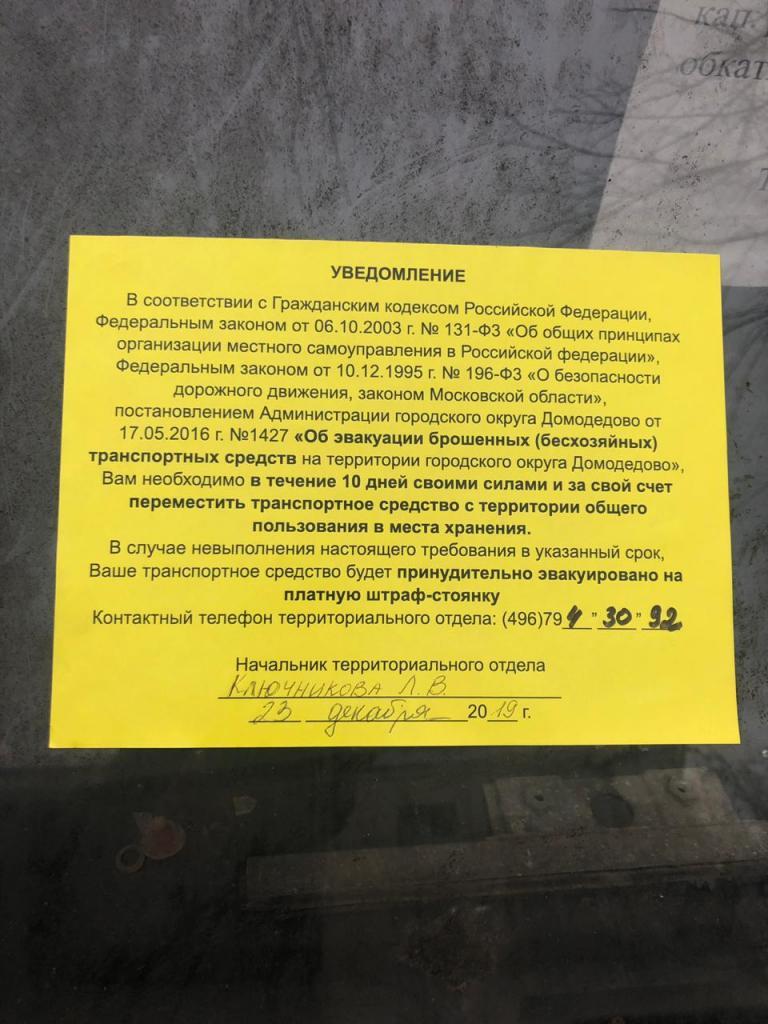 кап.
обкат
УВЕДОМЛЕНИЕ
В соответствии с Гражданским кодексом Российской Федерации,
Федеральным законом от 06.10.2003 г. № 131-ФЗ «Об общих принципах
организации местного самоуправления в Российской федерации»,
Федеральным законом от 10.12.1995 г. № 196-ФЗ «О безопасности
дорожного движения, законом Московской области»,
постановлением Администрации городского округа Домодедово от
17.05.2016 г. №1427 «Об эвакуации брошенных (бесхозяйных)
транспортных средств на территории городского округа Домодедово»,
Вам необходимо в течение 10 дней своими силами и за свой счет
переместить транспортное средство с территории общего
пользования в места хранения.
В случае невыполнения настоящего требования в указанный срок,
Ваше транспортное средство будет принудительно эвакуировано на
платную штраф-стоянку
Контактный телефон территориального отдела: (496)79 4 " 30 " 92
Начальник территориального отдела
Ключникова Л. В.
23 декабря 2019 г.